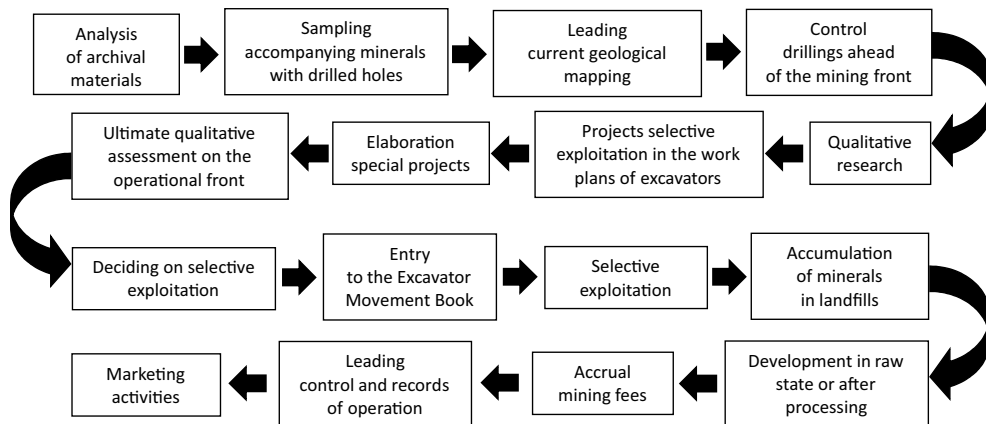 Analysis
of archival
materials
Sampling
accompanying minerals
with drilled holes
Leading
current geological
mapping
Control
drillings ahead
of the mining front
Qualitative
research
Projects selective
exploitation in the work
plans of excavators
Elaboration
special projects
Ultimate qualitative
assessment on the
operational front
Deciding on selective
exploitation
Entry
to the Excavator
Movement Book
Selective
exploitation
Accumulation
of minerals
in landfills
Development in raw
state or after
processing
Accrual
mining fees
Leading
control and records
of operation
Marketing
activities